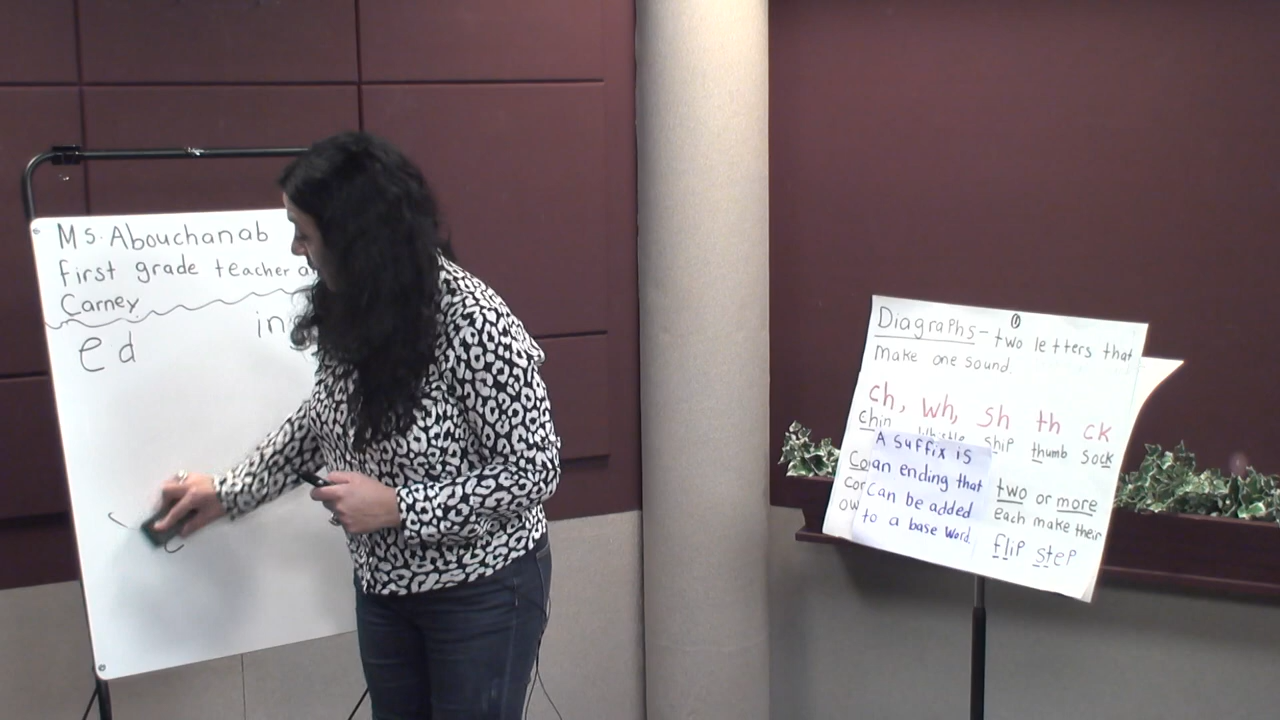 Ms. Abouchanab
first grade teacher
Carney
ed
in
Diagraphs - two letters that
make one sound.
ch, wh, sh th ck
chin ship thumb sock
A suffix is
an ending that
can be added
to a base word.
two or more
each make their
flip step